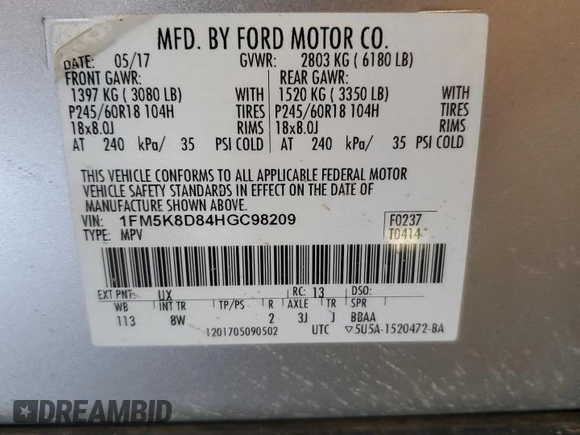 MFD. BY FORD MOTOR CO.
DATE: 05/17 GVWR: 2803 KG ( 6180 LB)
FRONT GAWR: REAR GAWR:
1397 KG ( 3080 LB) WITH 1520 KG ( 3350 LB) WITH
P245/60R18 104H TIRES P245/60R18 104H TIRES
18x8.0J RIMS 18x8.0J RIMS
AT 240 kPa/ 35 PSI COLD AT 240 kPa/ 35 PSI COLD
THIS VEHICLE CONFORMS TO ALL APPLICABLE FEDERAL MOTOR
VEHICLE SAFETY STANDARDS IN EFFECT ON THE DATE OF
MANUFACTURE SHOWN ABOVE.
VIN: 1FM5K8D84HGC98209 F0237
TYPE: MPV T0414
EXT PNT: UX RC: 13 DSO:
WB INT TR TP/PS R AXLE TR SPR
113 8W 2 3J J BBAA
1201705090502 UTC ▽5U5A-1520472-BA
DREAMBID